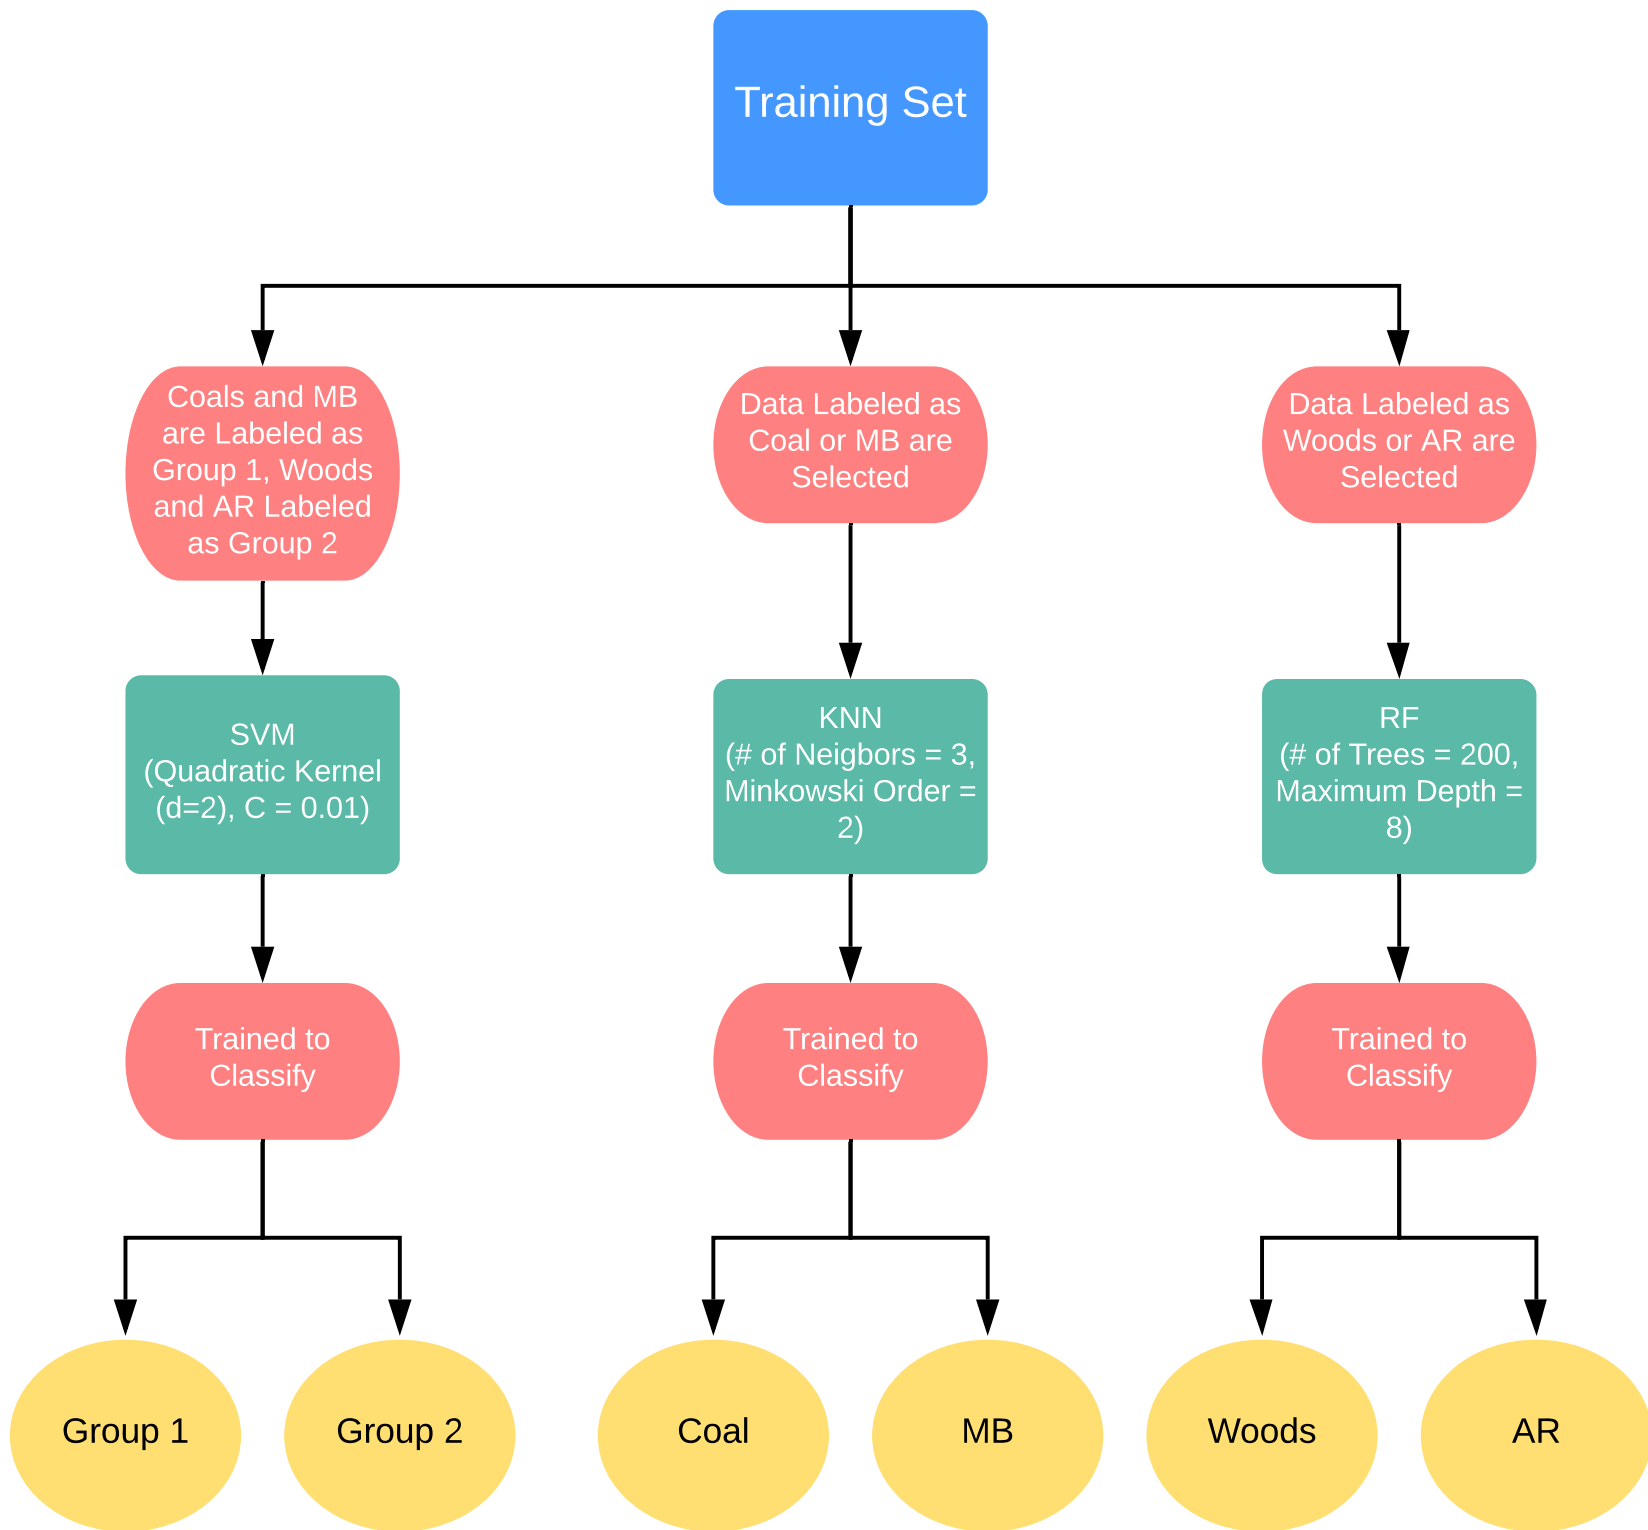 Training Set
Coals and MB
are Labeled as
Group 1, Woods
and AR Labeled
as Group 2
Data Labeled as
Coal or MB are
Selected
Data Labeled as
Woods or AR are
Selected
SVM
(Quadratic Kernel
(d=2), C = 0.01)
KNN
(# of Neigbors = 3,
Minkowski Order =
2)
RF
(# of Trees = 200,
Maximum Depth =
8)
Trained to
Classify
Trained to
Classify
Trained to
Classify
Group 1
Group 2
Coal
MB
Woods
AR